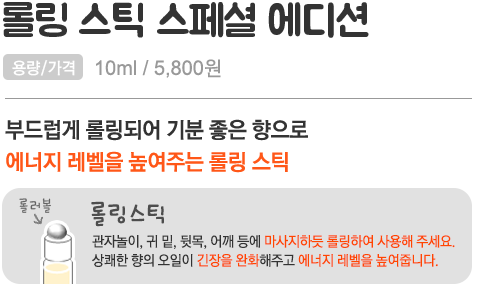 롤링 스틱 스페셜 에디션
용량/가격 10ml / 5,800원
부드럽게 롤링되어 기분 좋은 향으로
에너지 레벨을 높여주는 롤링 스틱
롤러볼
롤링스틱
관자놀이, 귀 밑, 뒷목, 어깨 등에 마사지하듯 롤링하여 사용해 주세요.
상쾌한 향의 오일이 긴장을 완화해주고 에너지 레벨을 높여줍니다.